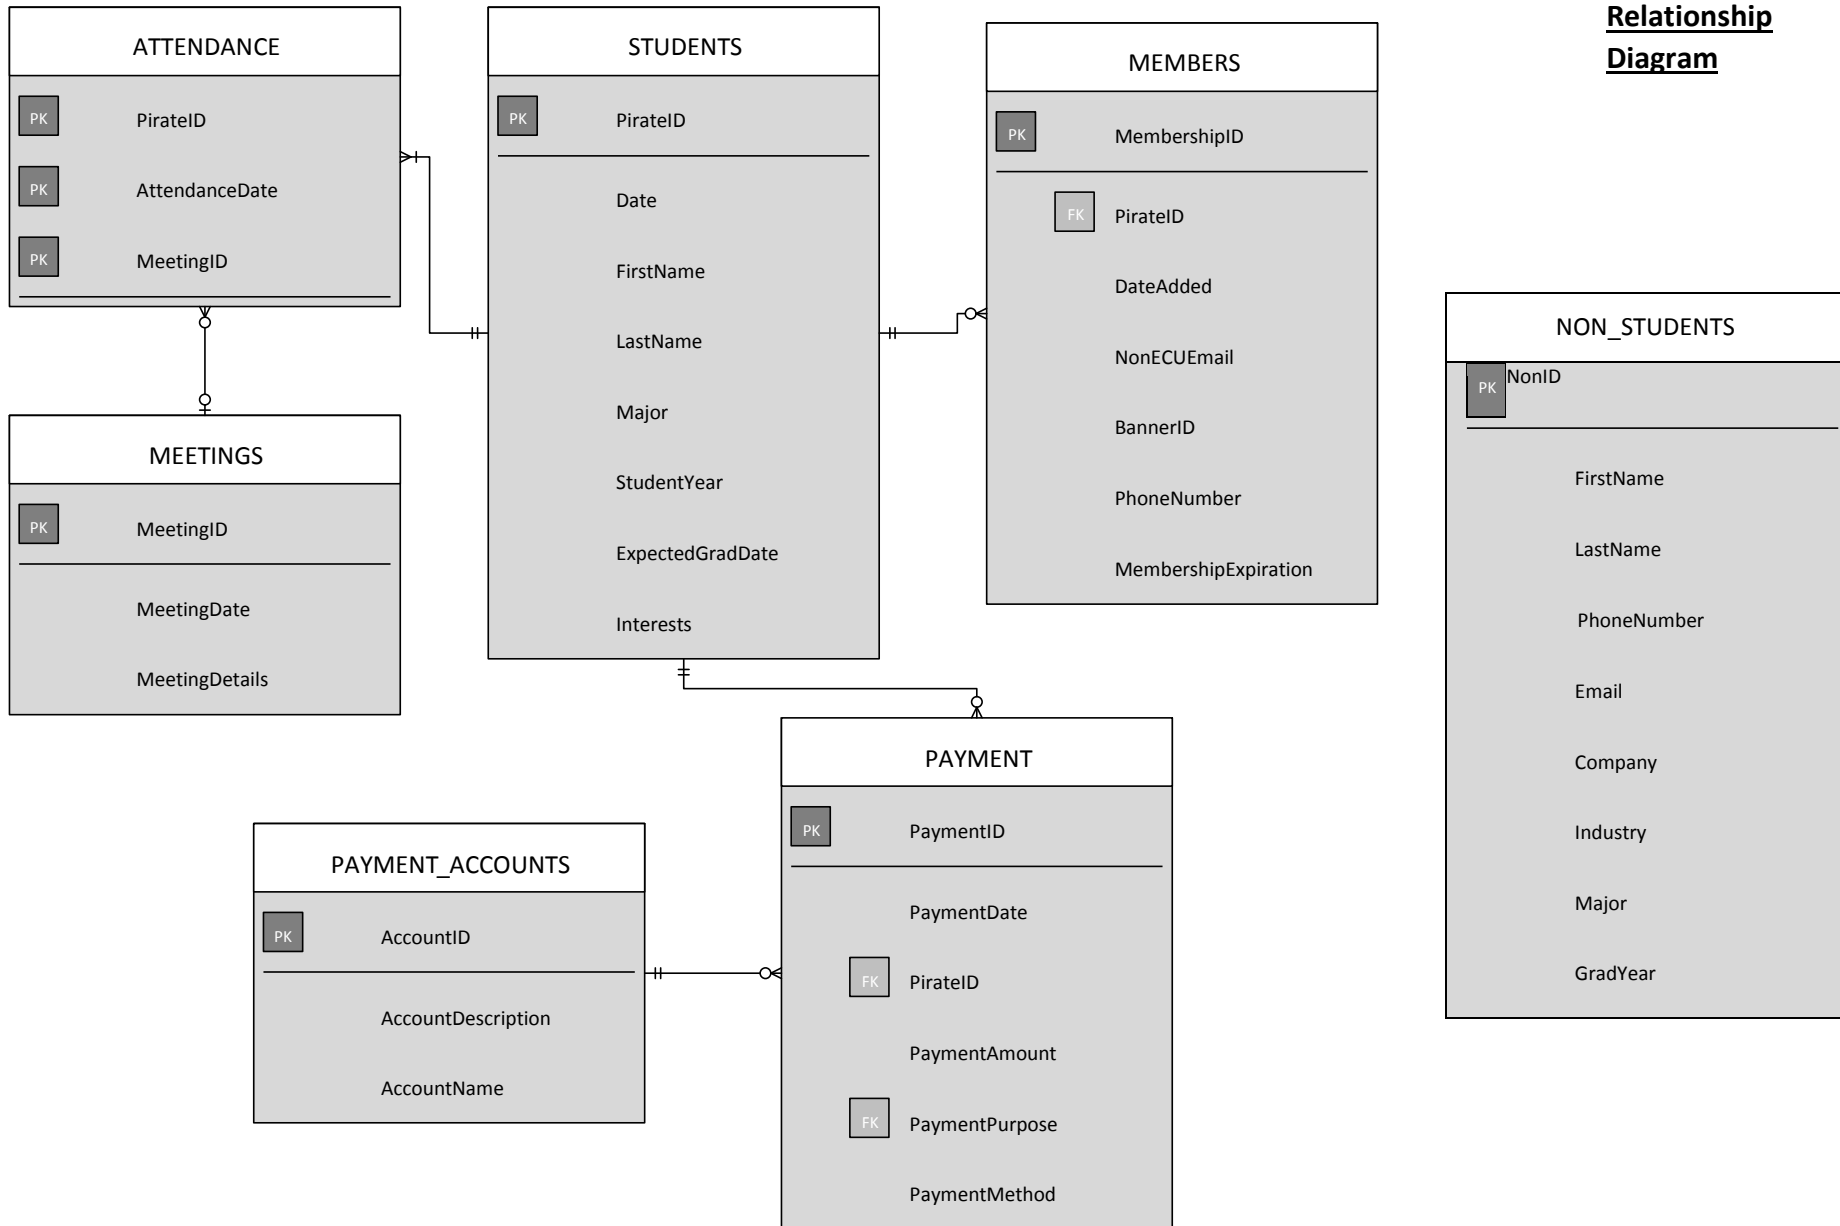 Relationship
Diagram
ATTENDANCE
PK PirateID
PK AttendanceDate
PK MeetingID
STUDENTS
PK PirateID
Date
FirstName
LastName
Major
StudentYear
ExpectedGradDate
Interests
MEMBERS
PK MembershipID
FK PirateID
DateAdded
NonECUEmail
BannerID
PhoneNumber
MembershipExpiration
NON_STUDENTS
PK NonID
FirstName
LastName
PhoneNumber
Email
Company
Industry
Major
GradYear
MEETINGS
PK MeetingID
MeetingDate
MeetingDetails
PAYMENT
PK PaymentID
PaymentDate
FK PirateID
PaymentAmount
FK PaymentPurpose
PaymentMethod
PAYMENT_ACCOUNTS
PK AccountID
AccountDescription
AccountName